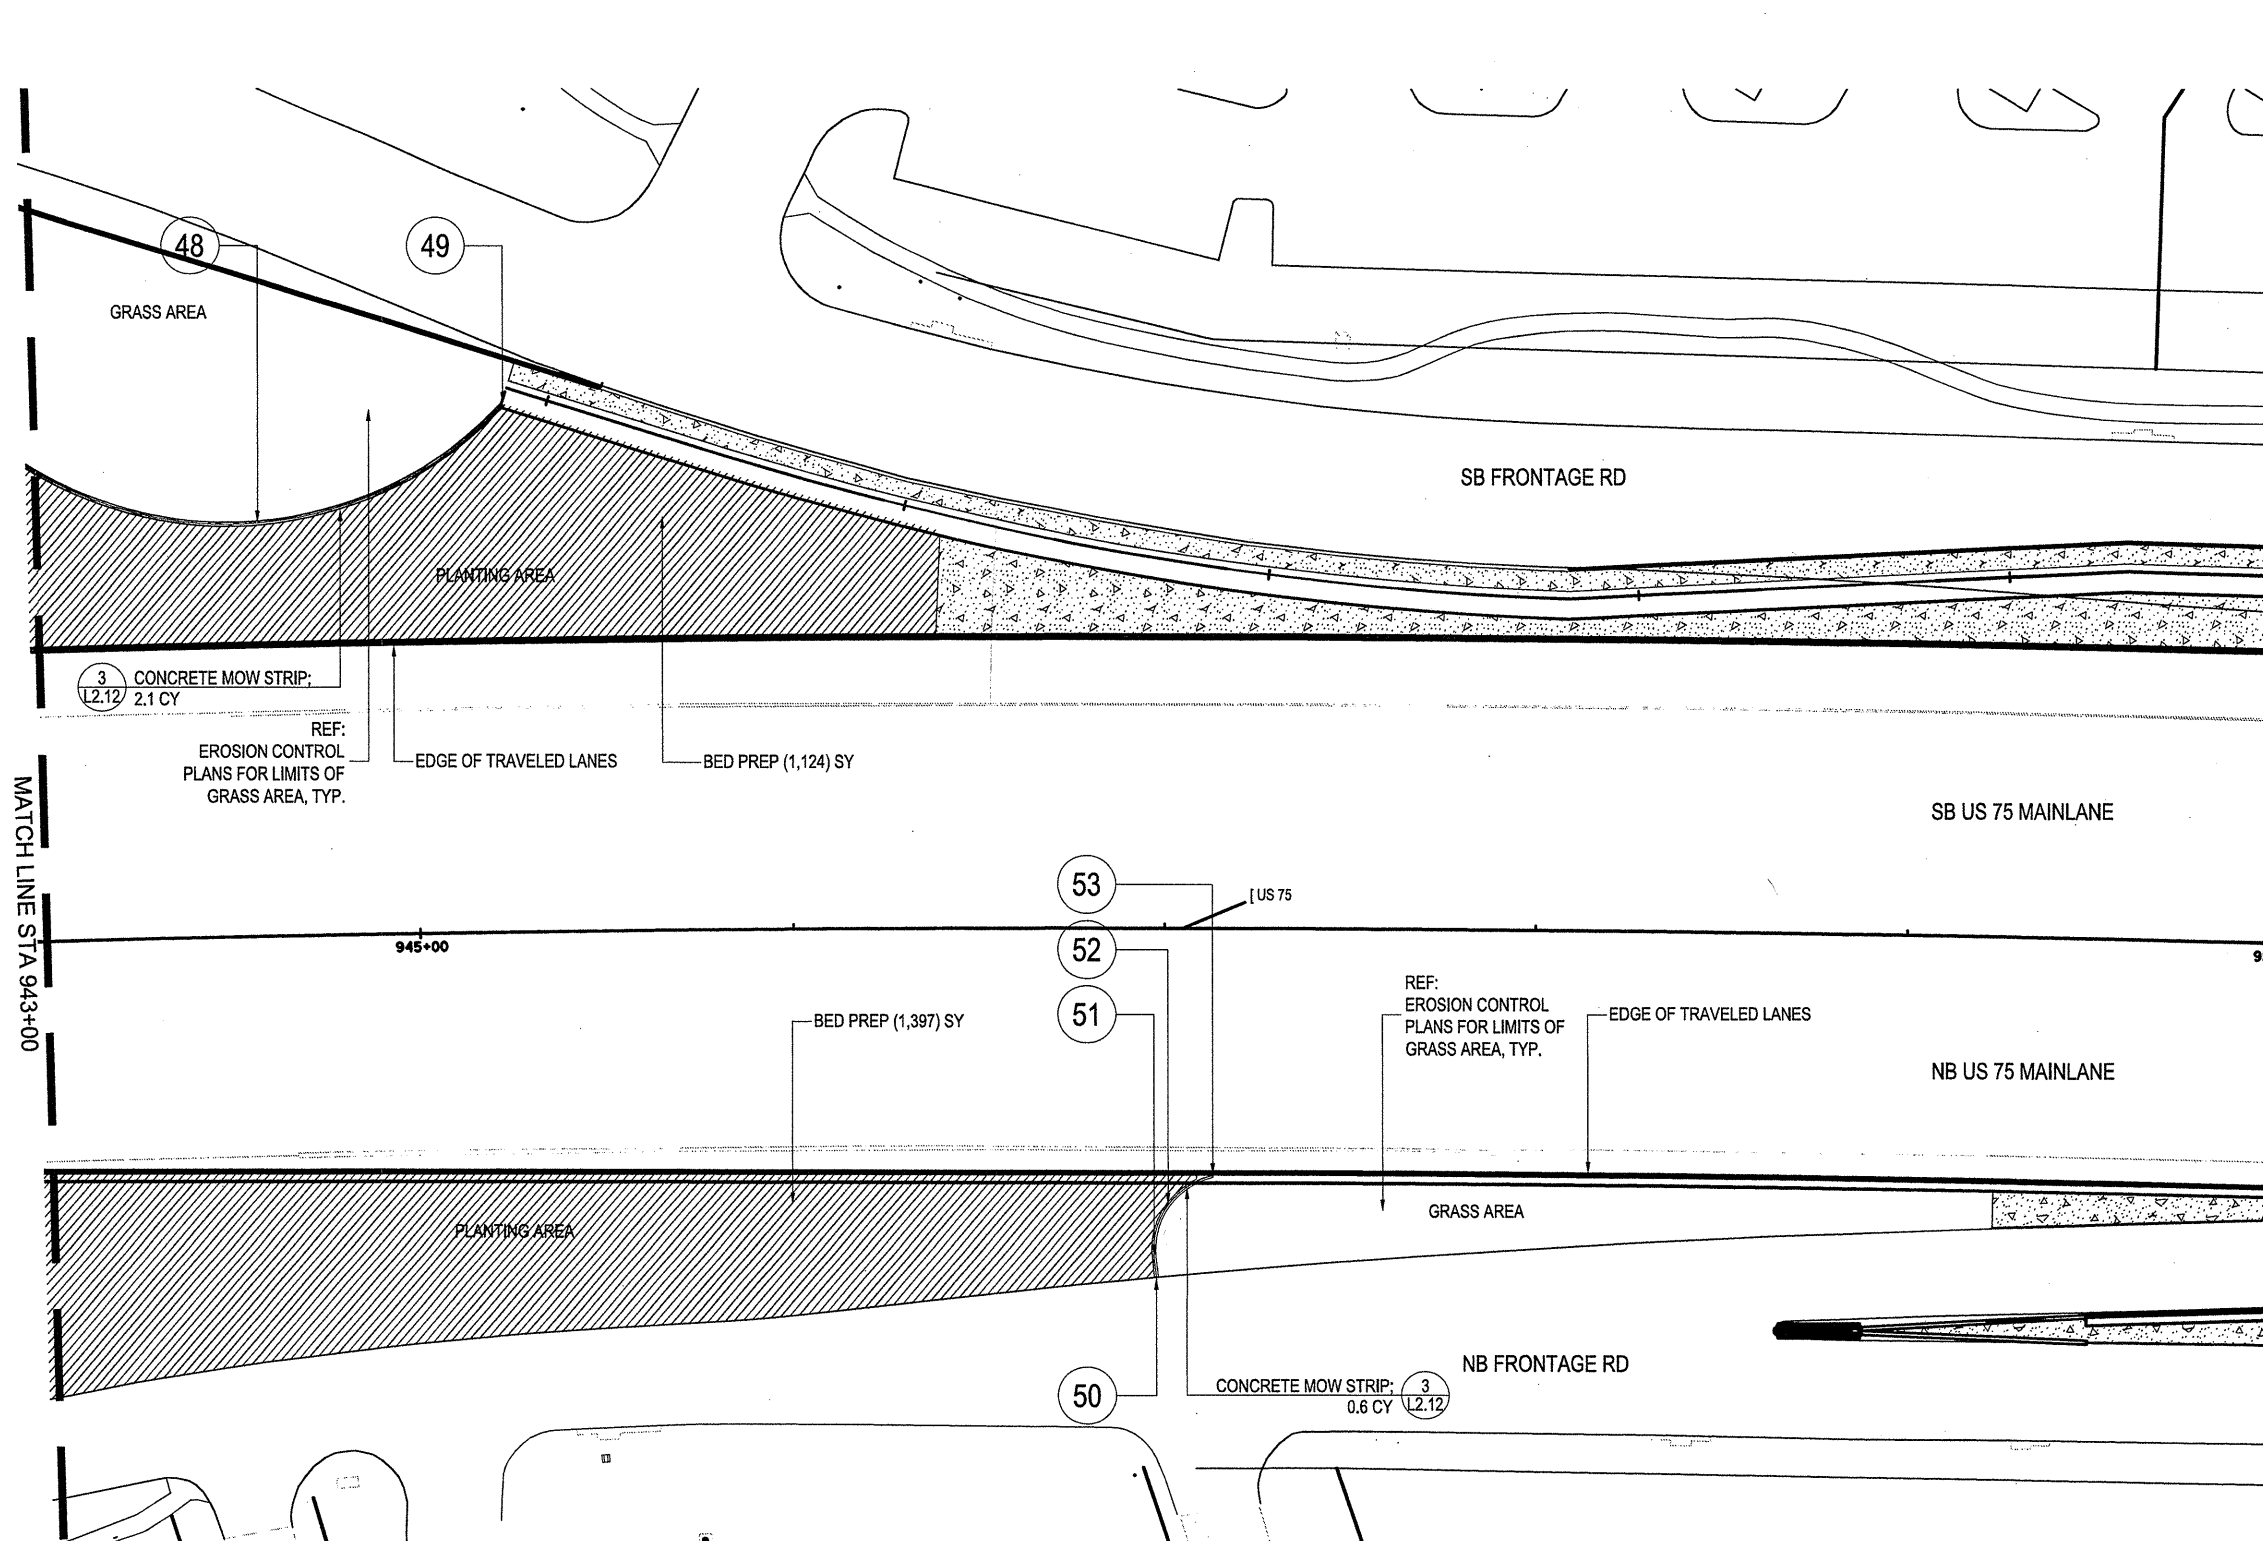 48
49
GRASS AREA
SB FRONTAGE RD
PLANTING AREA
3
L2.12
CONCRETE MOW STRIP;
2.1 CY
REF:
EROSION CONTROL
PLANS FOR LIMITS OF
GRASS AREA, TYP.
EDGE OF TRAVELED LANES
BED PREP (1,124) SY
MATCH LINE STA 943+00
SB US 75 MAINLANE
53
[ US 75
945+00
52
51
BED PREP (1,397) SY
REF:
EROSION CONTROL
PLANS FOR LIMITS OF
GRASS AREA, TYP.
EDGE OF TRAVELED LANES
NB US 75 MAINLANE
PLANTING AREA
GRASS AREA
NB FRONTAGE RD
50
CONCRETE MOW STRIP;
0.6 CY
3
L2.12